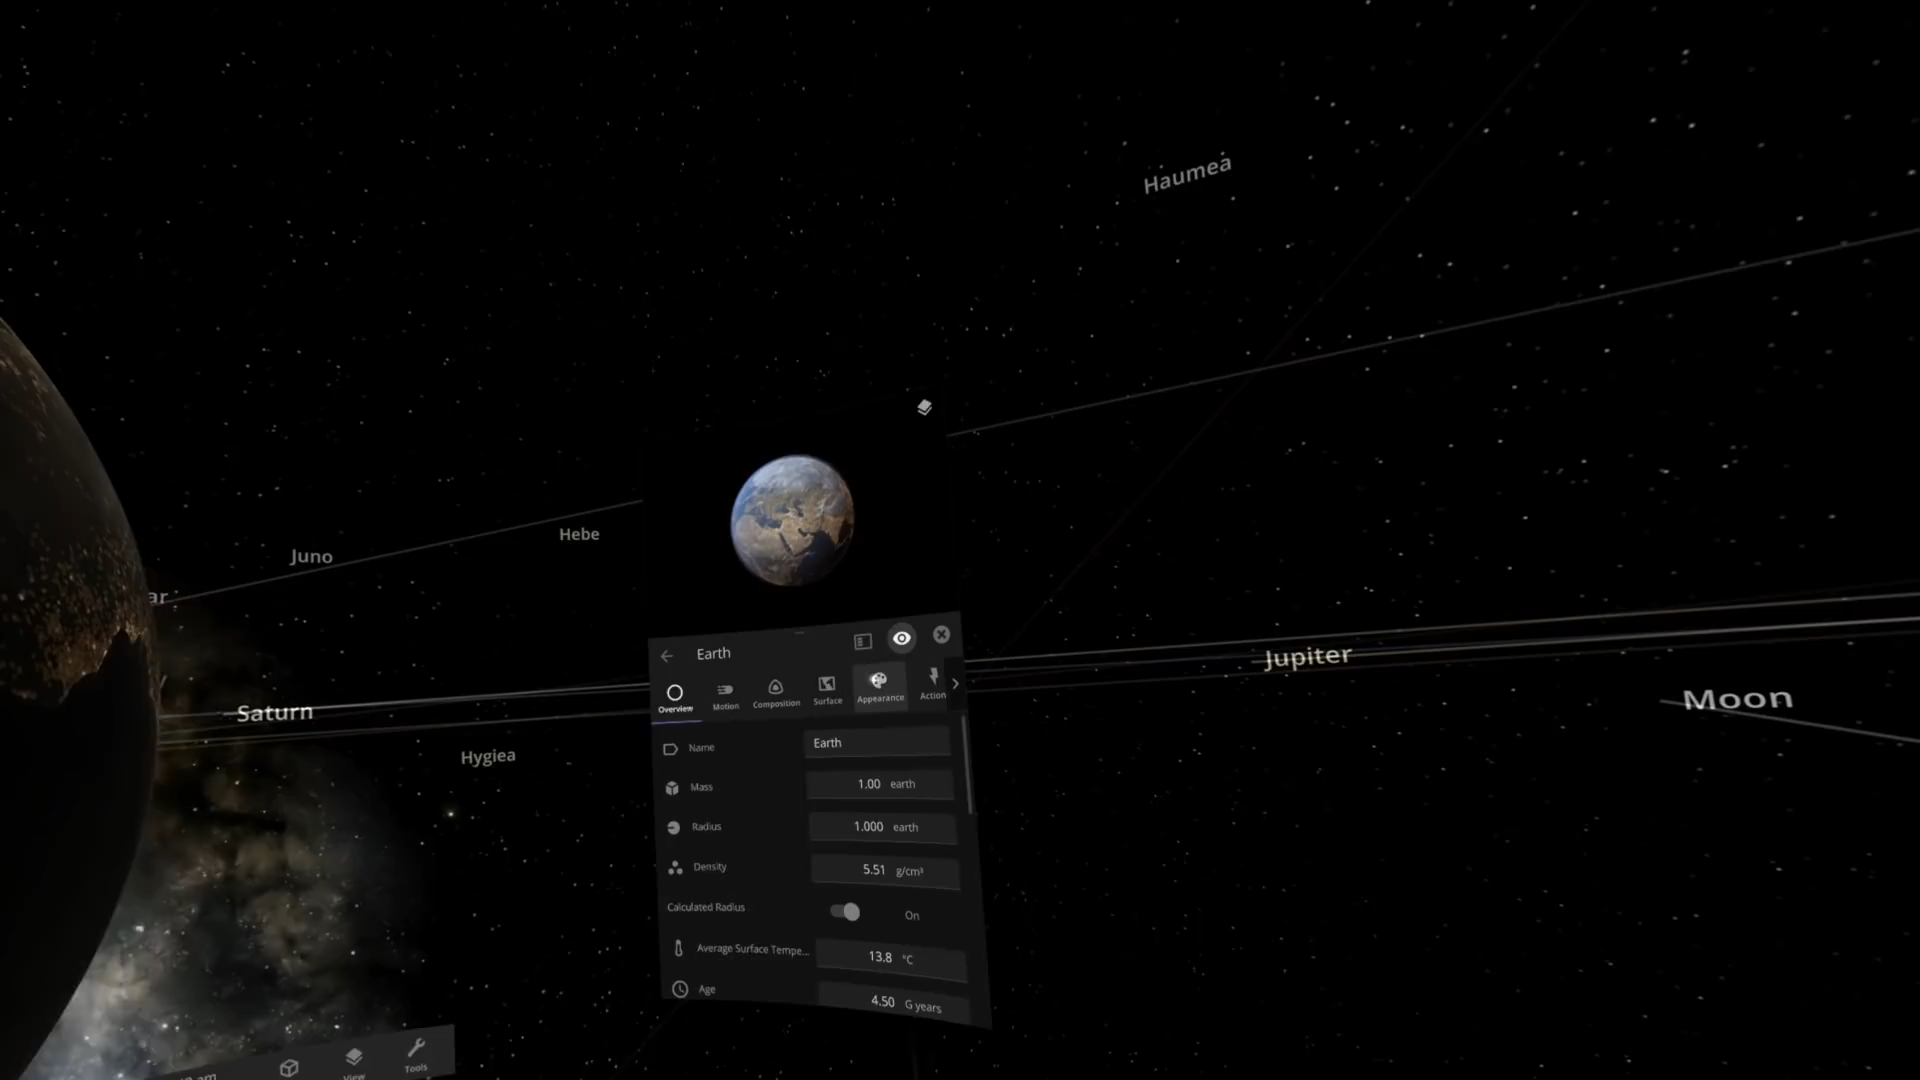 Haumea
Hebe
Juno
ar
Earth
Jupiter
Moon
Overview
Motion
Composition
Surface
Appearance
Action
Saturn
Hygiea
Name
Earth
Mass
1.00 earth
Radius
1.000 earth
Density
5.51 g/cm³
Calculated Radius
On
Average Surface Tempe...
13.8 °C
Age
4.50 G years
View
Tools
am